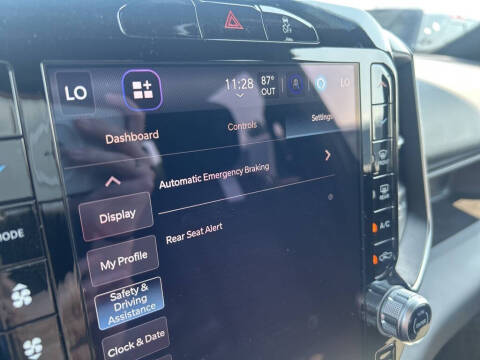 LO
11:28
87°
OUT
LO
Dashboard
Controls
Settings
Automatic Emergency Braking
Display
Rear Seat Alert
My Profile
Safety &
Driving
Assistance
Clock & Date
MODE
REAR
A/C